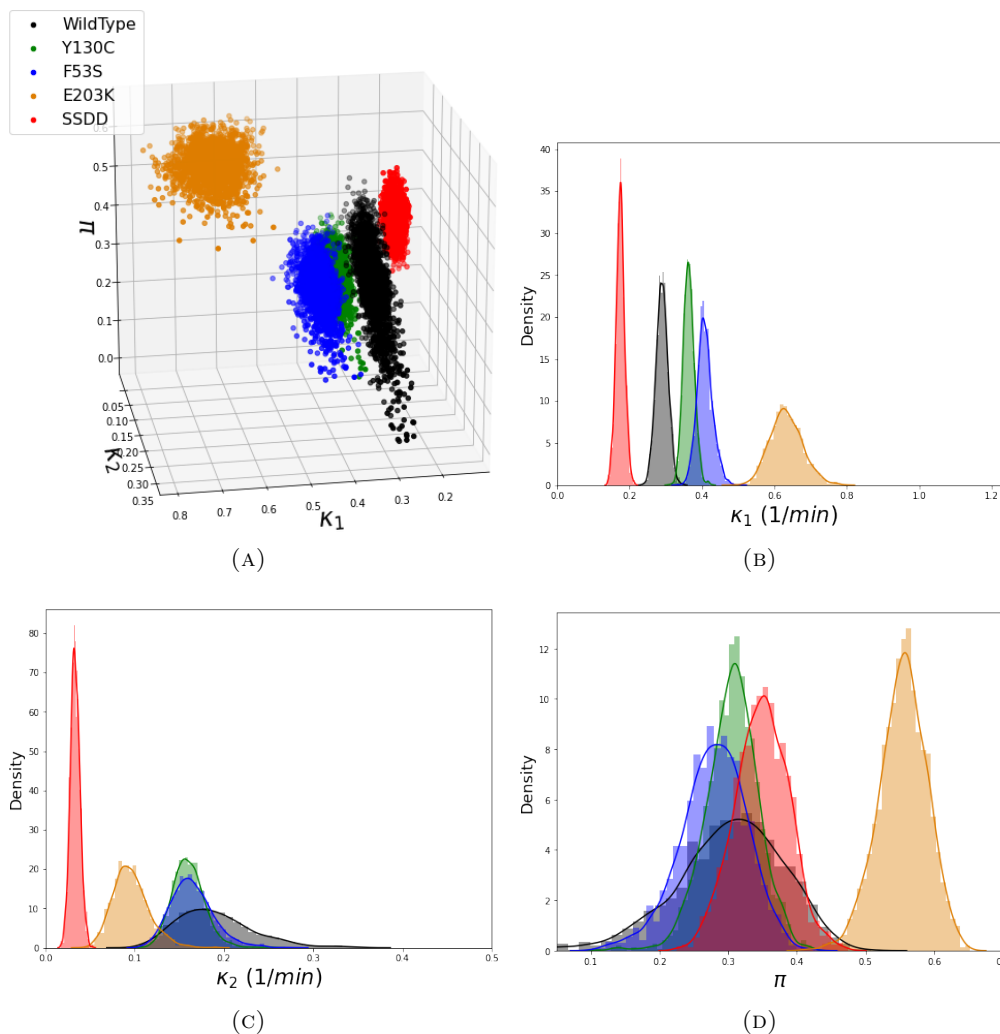 WildType
Y130C
F53S
E203K
SSDD
0.5
0.4
0.3
0.2
0.1
0.0
π
0.05
0.10
0.15
0.20
0.25
0.30
0.35
κ₂
0.8 0.7 0.6 0.5 0.4 0.3 0.2
κ₁
(A)
40
35
30
25
20
15
10
5
0
Density
0.0 0.2 0.4 0.6 0.8 1.0 1.2
κ₁ (1/min)
(B)
80
70
60
50
40
30
20
10
0
Density
0.0 0.1 0.2 0.3 0.4 0.5
κ₂ (1/min)
(C)
12
10
8
6
4
2
0
Density
0.1 0.2 0.3 0.4 0.5 0.6
π
(D)